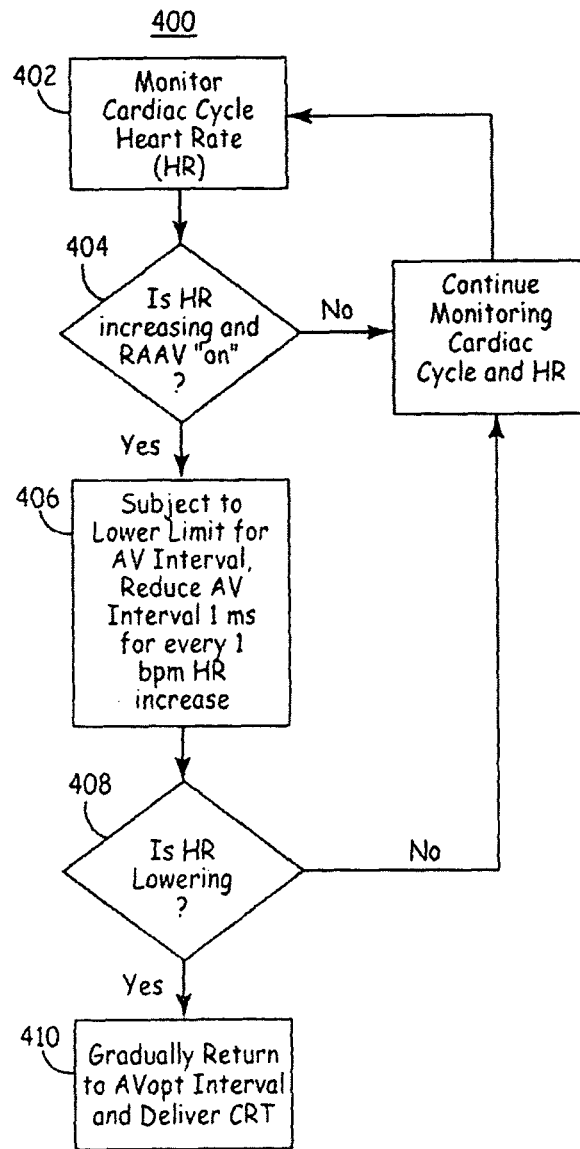 400
402
Monitor
Cardiac Cycle
Heart Rate
(HR)
404
Is HR
increasing and
RAAV "on"
?
No
Continue
Monitoring
Cardiac
Cycle and HR
Yes
406
Subject to
Lower Limit for
AV Interval,
Reduce AV
Interval 1 ms
for every 1
bpm HR
increase
408
Is HR
Lowering
?
No
Yes
410
Gradually Return
to AVopt Interval
and Deliver CRT